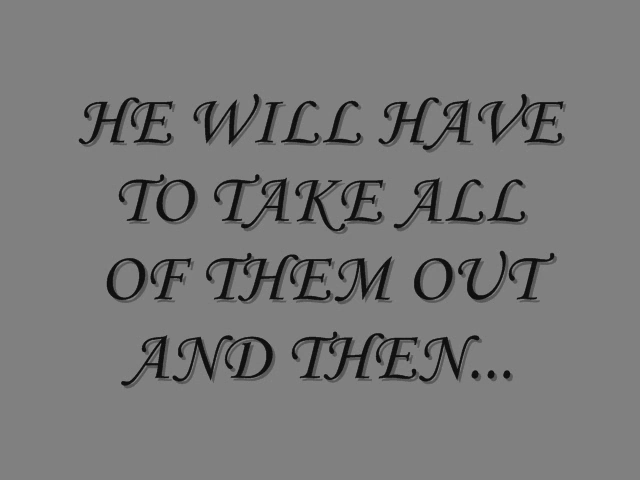 HE WILL HAVE
TO TAKE ALL
OF THEM OUT
AND THEN...